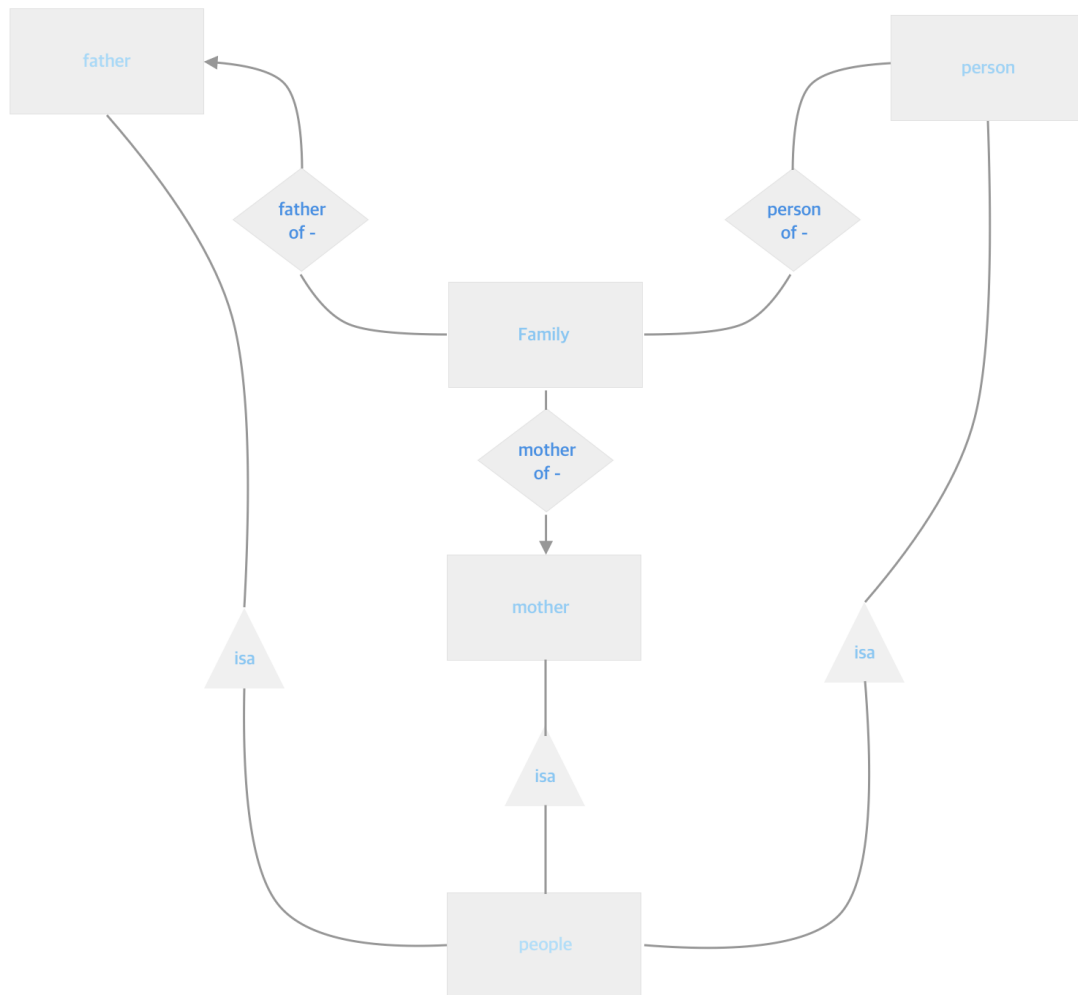 father
person
father
of -
person
of -
Family
mother
of -
mother
isa
isa
isa
people